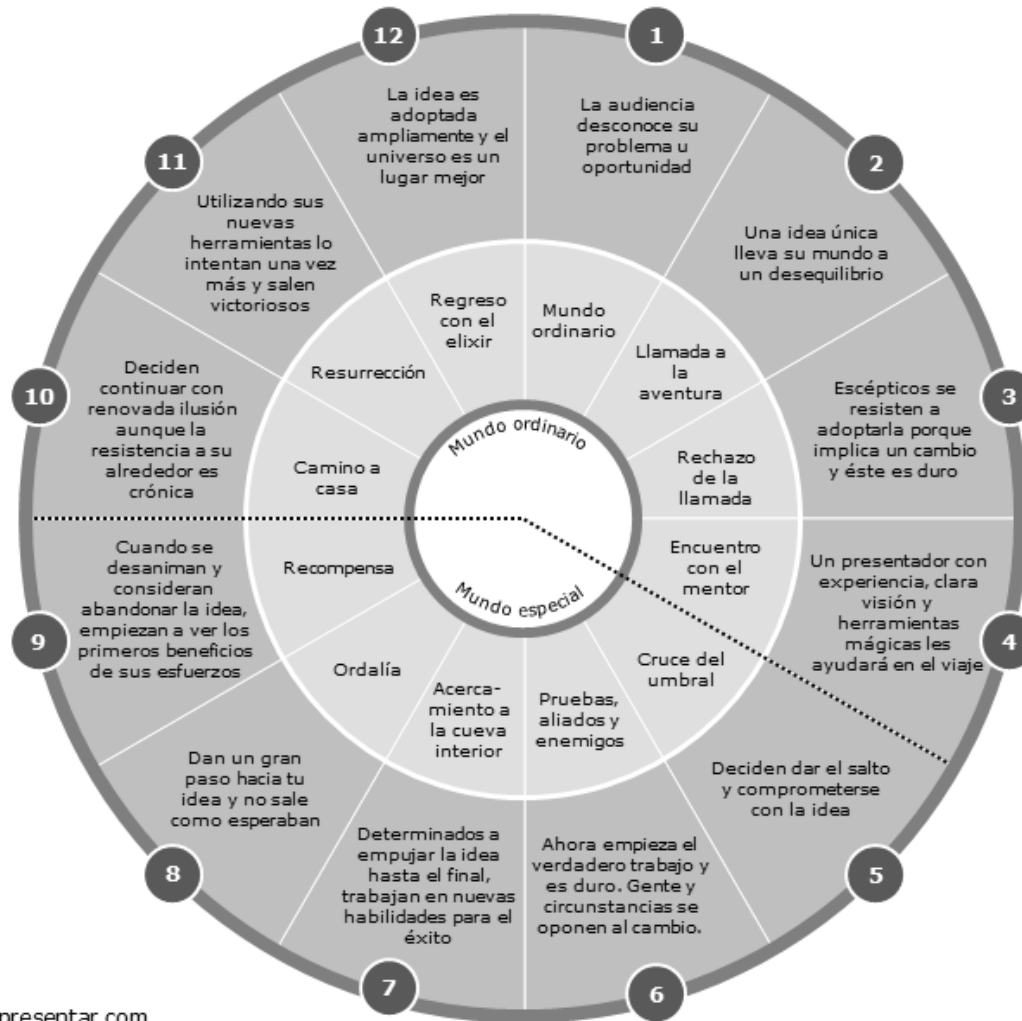 12
La idea es
adoptada
ampliamente y el
universo es un
lugar mejor
1
La audiencia
desconoce su
problema u
oportunidad
11
Utilizando sus
nuevas
herramientas lo
intentan una vez
más y salen
victoriosos
2
Una idea única
lleva su mundo a
un desequilibrio
Regreso
con el
elixir
Mundo
ordinario
Resurrección
Llamada a
la
aventura
10
Deciden
continuar con
renovada ilusión
aunque la
resistencia a su
alrededor es
crónica
3
Escépticos se
resisten a
adoptarla porque
implica un cambio
y éste es duro
Camino a
casa
Mundo ordinario
Rechazo
de la
llamada
9
Cuando se
desaniman y
consideran
abandonar la idea,
empiezan a ver los
primeros beneficios
de sus esfuerzos
Recompensa
Mundo especial
Encuentro
con el
mentor
4
Un presentador con
experiencia, clara
visión y
herramientas
mágicas les
ayudará en el viaje
Ordalía
Acerca-
miento a
la cueva
interior
Pruebas,
aliados y
enemigos
Cruce del
umbral
8
Dan un gran
paso hacia tu
idea y no sale
como esperaban
7
Determinados a
empujar la idea
hasta el final,
trabajan en nuevas
habilidades para el
éxito
6
Ahora empieza el
verdadero trabajo y
es duro. Gente y
circunstancias se
oponen al cambio.
5
Deciden dar el salto
y comprometerse
con la idea
presentar.com